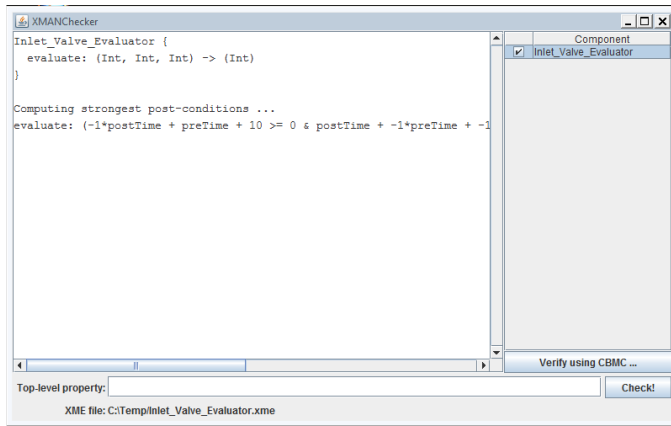 XMANChecker
Inlet_Valve_Evaluator {
  evaluate: (Int, Int, Int) -> (Int)
}
Computing strongest post-conditions ...
evaluate: (-1*postTime + preTime + 10 >= 0 & postTime + -1*preTime + -1
Component
Inlet_Valve_Evaluator
Verify using CBMC ...
Top-level property:
Check!
XME file: C:\Temp\Inlet_Valve_Evaluator.xme